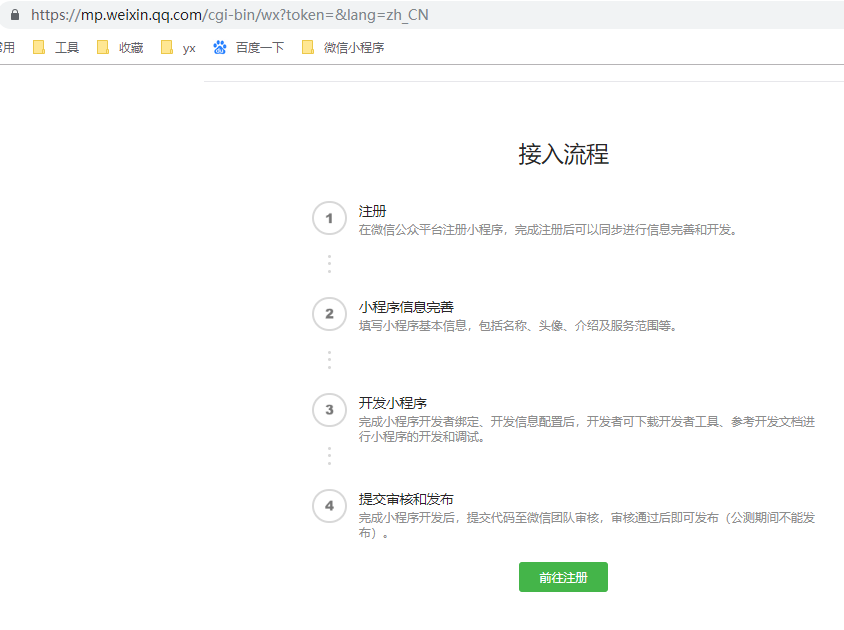 https://mp.weixin.qq.com/cgi-bin/wx?token=&lang=zh_CN
用 工具 收藏 yx 百度一下 微信小程序
接入流程
1 注册
在微信公众平台注册小程序，完成注册后可以同步进行信息完善和开发。
2 小程序信息完善
填写小程序基本信息，包括名称、头像、介绍及服务范围等。
3 开发小程序
完成小程序开发者绑定、开发信息配置后，开发者可下载开发者工具、参考开发文档进
行小程序的开发和调试。
4 提交审核和发布
完成小程序开发后，提交代码至微信团队审核，审核通过后即可发布（公测期间不能发
布）。
前往注册